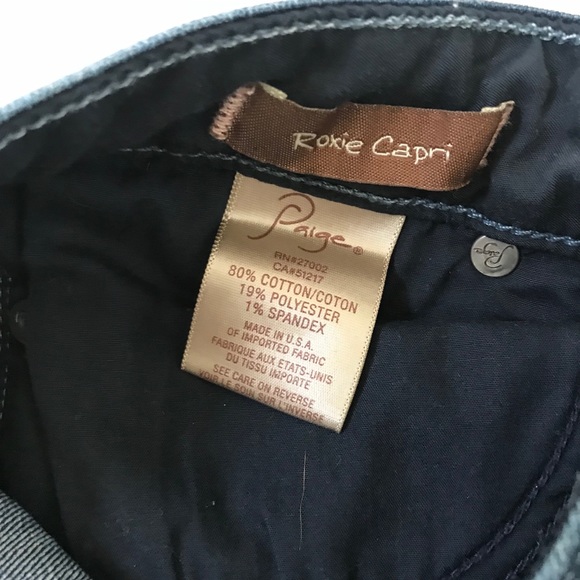 Roxie Capri
Paige®
RN#27002
CA#51217
80% COTTON/COTON
19% POLYESTER
1% SPANDEX
MADE IN U.S.A.
OF IMPORTED FABRIC
FABRIQUE AUX ETATS-UNIS
DU TISSU IMPORTE
SEE CARE ON REVERSE
VOIR LE SOIN SUR L'INVERSE